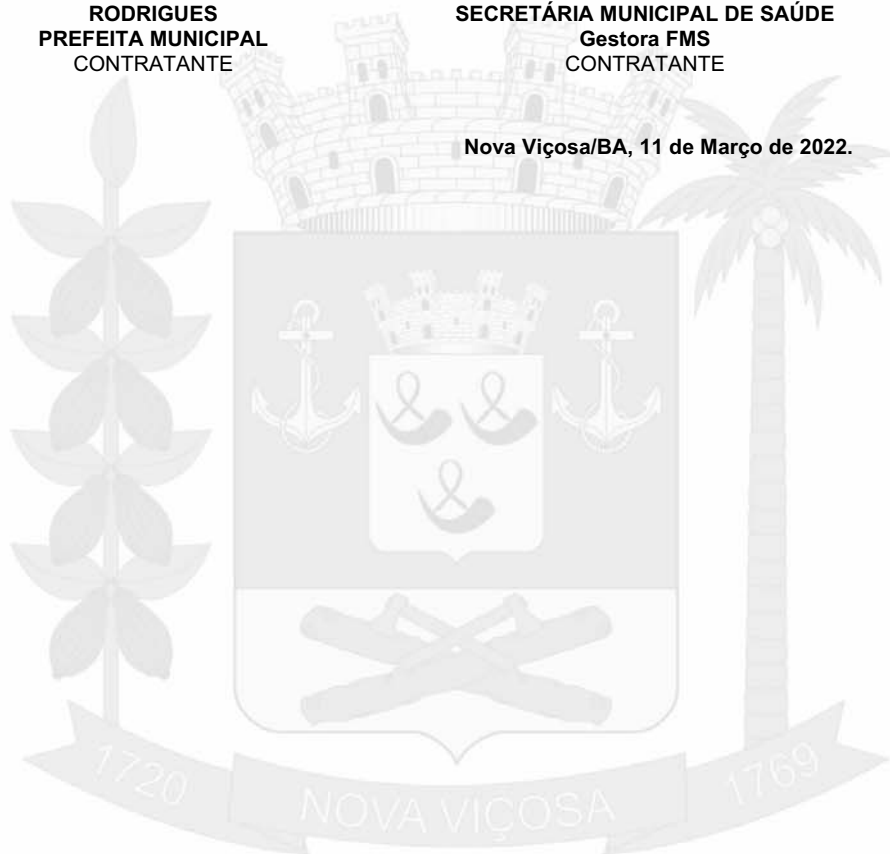 RODRIGUES
PREFEITA MUNICIPAL
CONTRATANTE
SECRETÁRIA MUNICIPAL DE SAÚDE
Gestora FMS
CONTRATANTE
Nova Viçosa/BA, 11 de Março de 2022.
1720
NOVA VIÇOSA
1769